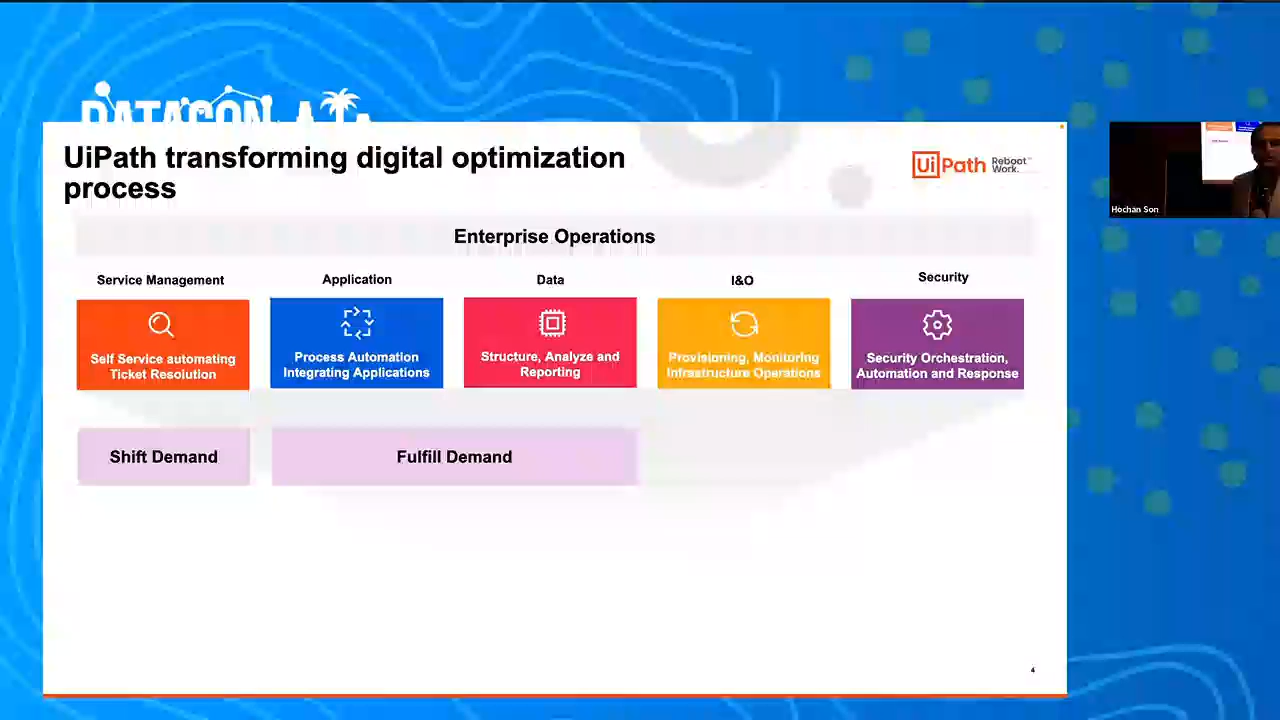 DATACON LA
UiPath transforming digital optimization
process
UiPath Reboot
Work.
Enterprise Operations
Service Management
Application
Data
I&O
Security
Self Service automating
Ticket Resolution
Process Automation
Integrating Applications
Structure, Analyze and
Reporting
Provisioning, Monitoring
Infrastructure Operations
Security Orchestration,
Automation and Response
Shift Demand
Fulfill Demand
4
Hochan Son